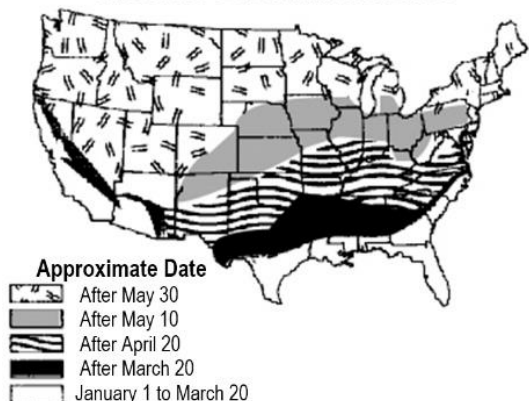 Approximate Date
After May 30
After May 10
After April 20
After March 20
January 1 to March 20